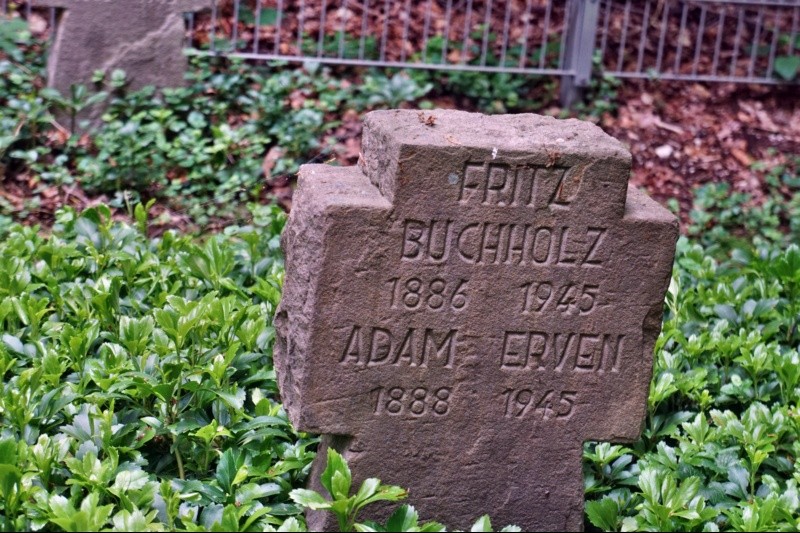 FRITZ
BUCHHOLZ
1886 1945
ADAM ERVEN
1888 1945